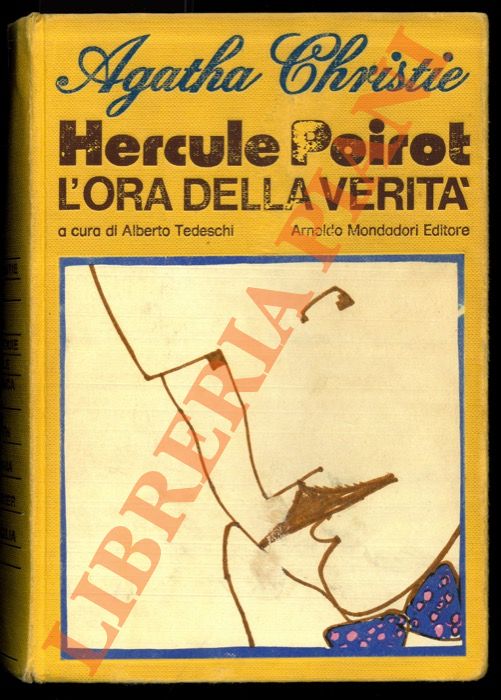 Agatha Christie
Hercule Poirot
L'ORA DELLA VERITA'
a cura di Alberto Tedeschi Arnoldo Mondadori Editore
LIBRERIA PIANI